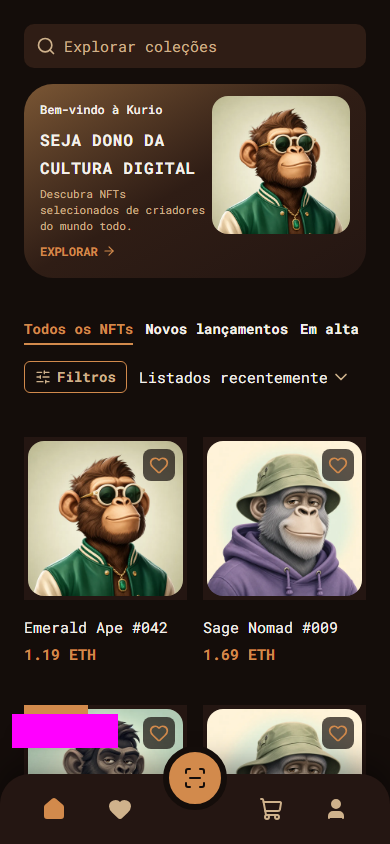 Explorar coleções
Bem-vindo à Kurio
SEJA DONO DA
CULTURA DIGITAL
Descubra NFTs
selecionados de criadores
do mundo todo.
EXPLORAR
Todos os NFTs Novos lançamentos Em alta
Filtros Listados recentemente
Emerald Ape #042 Sage Nomad #009
1.19 ETH 1.69 ETH